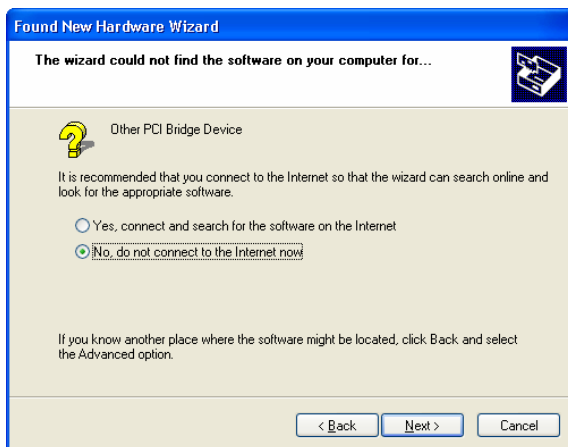 Found New Hardware Wizard
The wizard could not find the software on your computer for...
Other PCI Bridge Device
It is recommended that you connect to the Internet so that the wizard can search online and
look for the appropriate software.
Yes, connect and search for the software on the Internet
No, do not connect to the Internet now
If you know another place where the software might be located, click Back and select
the Advanced option.
< Back
Next >
Cancel